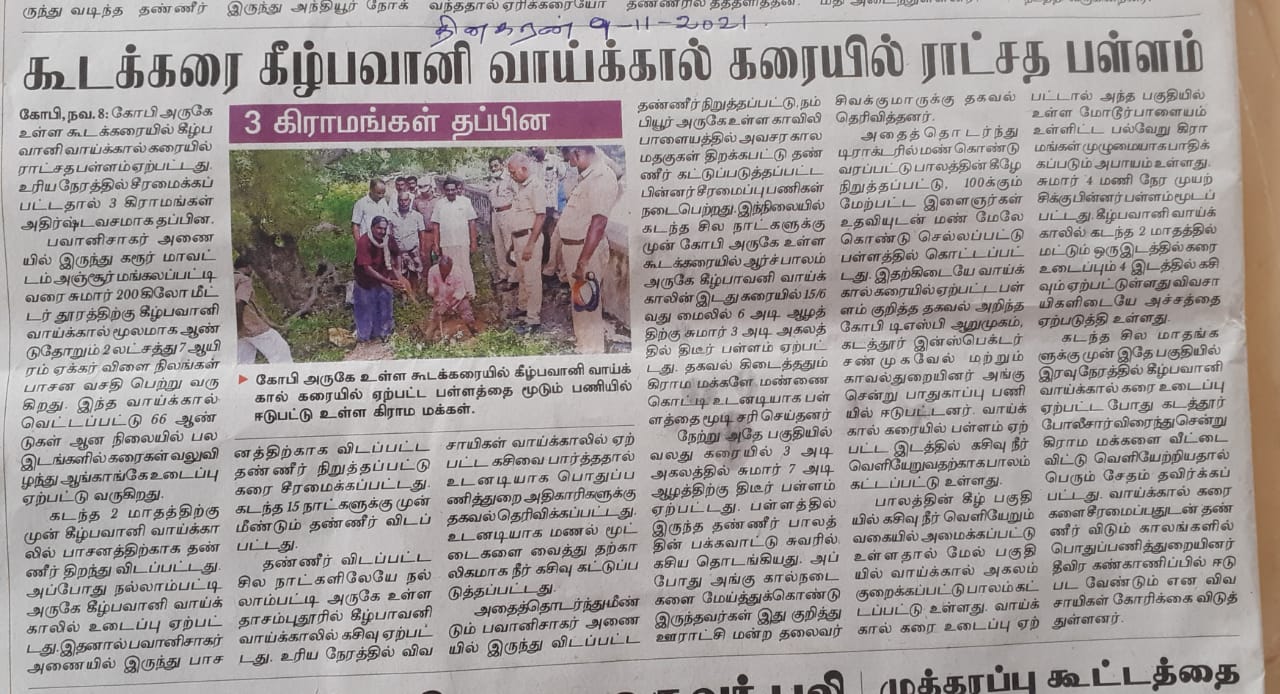 ருந்து வடிந்த தண்ணீர்
இருந்து அந்தியூர் நோக்
வந்ததால் ஏரிக்கரையோ
தண்ணீரில் தத்தளித்தன.
தினகரன் 9-11-2021
கூடக்கரை கீழ்பவானி வாய்க்கால் கரையில் ராட்சத பள்ளம்
கோபி, நவ. 8: கோபி அருகே
உள்ள கூடக்கரையில் கீழ்ப
வானி வாய்க்கால் கரையில்
ராட்சத பள்ளம் ஏற்பட்டது.
உரிய நேரத்தில் சீரமைக்கப்
பட்டதால் 3 கிராமங்கள்
அதிர்ஷ்டவசமாக தப்பின.
பவானிசாகர் அணை
யில் இருந்து கரூர் மாவட்
டம் அஞ்சூர் மங்கலப்பட்டி
வரை சுமார் 200 கிலோ மீட்
டர் தூரத்திற்கு கீழ்பவானி
வாய்க்கால் மூலமாக ஆண்
டுதோறும் 2 லட்சத்து 7 ஆயி
ரம் ஏக்கர் விளை நிலங்கள்
பாசன வசதி பெற்று வரு
கிறது. இந்த வாய்க்கால்
வெட்டப்பட்டு 66 ஆண்
டுகள் ஆன நிலையில் பல
இடங்களில் கரைகள் வலுவி
ழந்து ஆங்காங்கே உடைப்பு
ஏற்பட்டு வருகிறது.
கடந்த 2 மாதத்திற்கு
முன் கீழ்பவானி வாய்க்கா
லில் பாசனத்திற்காக தண்
ணீர் திறந்து விடப்பட்டது.
அப்போது நல்லாம்பட்டி
அருகே கீழ்பவானி வாய்க்
காலில் உடைப்பு ஏற்பட்
டது. இதனால் பவானிசாகர்
அணையில் இருந்து பாச
3 கிராமங்கள் தப்பின
கோபி அருகே உள்ள கூடக்கரையில் கீழ்பவானி வாய்க்
கால் கரையில் ஏற்பட்ட பள்ளத்தை மூடும் பணியில்
ஈடுபட்டு உள்ள கிராம மக்கள்.
னத்திற்காக விடப்பட்ட
தண்ணீர் நிறுத்தப்பட்டு
கரை சீரமைக்கப்பட்டது.
கடந்த 15 நாட்களுக்கு முன்
மீண்டும் தண்ணீர் விடப்
பட்டது.
தண்ணீர் விடப்பட்ட
சில நாட்களிலேயே நல்
லாம்பட்டி அருகே உள்ள
தாசம்புதூரில் கீழ்பாவனி
வாய்க்காலில் கசிவு ஏற்பட்
டது. உரிய நேரத்தில் விவ
சாயிகள் வாய்க்காலில் ஏற்
பட்ட கசிவை பார்த்ததால்
உடனடியாக பொதுப்ப
ணித்துறை அதிகாரிகளுக்கு
தகவல் தெரிவிக்கப்பட்டது.
உடனடியாக மணல் மூட்
டைகளை வைத்து தற்கா
லிகமாக நீர் கசிவு கட்டுப்ப
டுத்தப்பட்டது.
அதைத்தொடர்ந்து மீண்
டும் பவானிசாகர் அணை
யில் இருந்து விடப்பட்ட
தண்ணீர் நிறுத்தப்பட்டு, நம்
பியூர் அருகே உள்ள காவிலி
பாளையத்தில் அவசர கால
மதகுகள் திறக்கபட்டு தண்
ணீர் கட்டுப்படுத்தப்பட்ட
பின்னர் சீரமைப்பு பணிகள்
நடைபெற்றது. இந்நிலையில்
கடந்த சில நாட்களுக்கு
முன் கோபி அருகே உள்ள
கூடக்கரையில் ஆர்ச் பாலம்
அருகே கீழ்பாவனி வாய்க்
காலின் இடது கரையில் 15/6
வது மைலில் 6 அடி ஆழத்
திற்கு சுமார் 3 அடி அகலத்
தில் திடீர் பள்ளம் ஏற்பட்
டது. தகவல் கிடைத்ததும்
கிராம மக்களே மண்ணை
கொட்டி உடனடியாக பள்
ளத்தை மூடி சரி செய்தனர்
நேற்று அதே பகுதியில்
வலது கரையில் 3 அடி
அகலத்தில் சுமார் 7 அடி
ஆழத்திற்கு திடீர் பள்ளம்
ஏற்பட்டது. பள்ளத்தில்
இருந்த தண்ணீர் பாலத்
தின் பக்கவாட்டு சுவரில்
கசிய தொடங்கியது. அப்
போது அங்கு கால்நடை
களை மேய்த்துக்கொண்டு
இருந்தவர்கள் இது குறித்து
ஊராட்சி மன்ற தலைவர்
சிவக்குமாருக்கு தகவல்
தெரிவித்தனர்.
அதைத் தொடர்ந்து
டிராக்டரில் மண் கொண்டு
வரப்பட்டு பாலத்தின் கீழே
நிறுத்தப்பட்டு, 100க்கும்
மேற்பட்ட இளைஞர்கள்
உதவியுடன் மண் மேலே
கொண்டு செல்லப்பட்டு
பள்ளத்தில் கொட்டப்பட்
டது. இதற்கிடையே வாய்க்
கால் கரையில் ஏற்பட்ட பள்
ளம் குறித்த தகவல் அறிந்த
கோபி டிஎஸ்பி ஆறுமுகம்,
கடத்தூர் இன்ஸ்பெக்டர்
சண்முகவேல் மற்றும்
காவல்துறையினர் அங்கு
சென்று பாதுகாப்பு பணி
யில் ஈடுபட்டனர். வாய்க்
கால் கரையில் பள்ளம் ஏற்
பட்ட இடத்தில் கசிவு நீர்
வெளியேறுவதற்காக பாலம்
கட்டப்பட்டு உள்ளது.
பாலத்தின் கீழ் பகுதி
யில் கசிவு நீர் வெளியேறும்
வகையில் அமைக்கப்பட்டு
உள்ளதால் மேல் பகுதி
யில் வாய்க்கால் அகலம்
குறைக்கப்பட்டு பாலம் கட்
டப்பட்டு உள்ளது. வாய்க்
கால் கரை உடைப்பு ஏற்
பட்டால் அந்த பகுதியில்
உள்ள மோடூர்பாளையம்
உள்ளிட்ட பல்வேறு கிரா
மங்கள் முழுமையாக பாதிக்
கப்படும் அபாயம் உள்ளது.
சுமார் 4 மணி நேர முயற்
சிக்கு பின்னர் பள்ளம் மூடப்
பட்டது. கீழ்பவானி வாய்க்
காலில் கடந்த 2 மாதத்தில்
மட்டும் ஒரு இடத்தில் கரை
உடைப்பும் 4 இடத்தில் கசி
வும் ஏற்பட்டுள்ளது விவசா
யிகளிடையே அச்சத்தை
ஏற்படுத்தி உள்ளது.
கடந்த சில மாதங்க
ளுக்கு முன் இதே பகுதியில்
இரவு நேரத்தில் கீழ்பவானி
வாய்க்கால் கரை உடைப்பு
ஏற்பட்ட போது கடத்தூர்
போலீசார் விரைந்து சென்று
கிராம மக்களை வீட்டை
விட்டு வெளியேற்றியதால்
பெரும் சேதம் தவிர்க்கப்
பட்டது. வாய்க்கால் கரை
களை சீரமைப்பதுடன் தண்
ணீர் விடும் காலங்களில்
பொதுப்பணித்துறையினர்
தீவிர கண்காணிப்பில் ஈடு
பட வேண்டும் என விவ
சாயிகள் கோரிக்கை விடுத்
துள்ளனர்.
முத்தரப்பு கூட்டத்தை